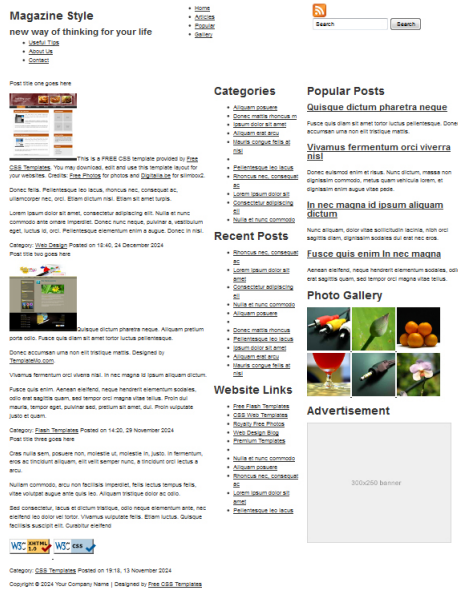 Magazine Style
new way of thinking for your life
Useful Tips
About Us
Contact
Home
Articles
Popular
Gallery
Search
Search
Post title one goes here
This is a FREE CSS template provided by Free
CSS Templates. You may download, edit and use this template layout for
your websites. Credits: Free Photos for photos and Digitalia.be for slimbox2.
Donec felis. Pellentesque leo lacus, rhoncus nec, consequat ac,
ullamcorper nec, orci. Etiam dictum nisl. Etiam sit amet turpis.
Lorem ipsum dolor sit amet, consectetur adipiscing elit. Nulla et nunc
commodo ante ornare imperdiet. Donec nunc neque, pulvinar a, vestibulum
eget, luctus id, orci. Pellentesque elementum enim a augue. Donec in nisl.
Category: Web Design Posted on 18:40, 24 December 2024
Post title two goes here
Quisque dictum pharetra neque. Aliquam pretium
porta odio. Fusce quis diam sit amet tortor luctus pellentesque.
Donec accumsan urna non elit tristique mattis. Designed by
TemplateMo.com.
Vivamus fermentum orci viverra nisl. In nec magna id ipsum aliquam dictum.
Fusce quis enim. Aenean eleifend, neque hendrerit elementum sodales,
odio erat sagittis quam, sed tempor orci magna vitae tellus. Proin dui
mauris, tempor eget, pulvinar sed, pretium sit amet, dui. Proin vulputate
justo et quam.
Category: Flash Templates Posted on 14:20, 29 November 2024
Post title three goes here
Cras nulla sem, posuere non, molestie ut, molestie in, justo. In fermentum,
eros ac tincidunt aliquam, elit velit semper nunc, a tincidunt orci lectus a
arcu.
Nullam commodo, arcu non facilisis imperdiet, felis lectus tempus felis,
vitae volutpat augue ante quis leo. Aliquam tristique dolor ac odio.
Sed consectetur, lacus et dictum tristique, odio neque elementum ante, nec
eleifend leo dolor vel tortor. Vivamus vulputate felis. Etiam luctus. Quisque
facilisis suscipit elit. Curabitur eleifend
W3C XHTML 1.0
W3C CSS
Category: CSS Templates Posted on 19:18, 13 November 2024
Copyright © 2024 Your Company Name | Designed by Free CSS Templates
Categories
Aliquam posuere
Donec mattis rhoncus m
Ipsum dolor sit amet
Aliquam erat arcu
Mauris congue felis at
nisl
Pellentesque leo lacus
Rhoncus nec, consequat
ac
Lorem ipsum dolor sit
Consectetur
Nulla et nunc commodo
Recent Posts
Rhoncus nec, consequat
ac
Lorem ipsum dolor sit
amet
Consectetur adipiscing
elit
Nulla et nunc commodo
Aliquam posuere
Donec mattis rhoncus
Pellentesque leo lacus
Ipsum dolor sit amet
Aliquam erat arcu
Mauris congue felis at
nisl
Website Links
Free Flash Templates
CSS Web Templates
Royalty Free Photos
Web Design Blog
Premium Templates
Nulla et nunc commodo
Aliquam posuere
Rhoncus nec, consequat
ac
Lorem ipsum dolor sit
amet
Pellentesque leo lacus
Popular Posts
Quisque dictum pharetra neque
Fusce quis diam sit amet tortor luctus pellentesque. Donec
accumsan urna non elit tristique mattis.
Vivamus fermentum orci viverra
nisl
Donec euismod enim et risus. Nunc dictum, massa non
dignissim commodo, metus quam vehicula lorem, et
dignissim enim augue vitae pede.
In nec magna id ipsum aliquam
dictum
Nunc aliquam, dolor vitae sollicitudin lacinia, nibh orci
sagittis diam, dignissim sodales dui erat nec eros.
Fusce quis enim In nec magna
Aenean eleifend, neque hendrerit elementum sodales, odi
erat sagittis quam, sed tempor orci magna vitae tellus.
Photo Gallery
Advertisement
300x250 banner